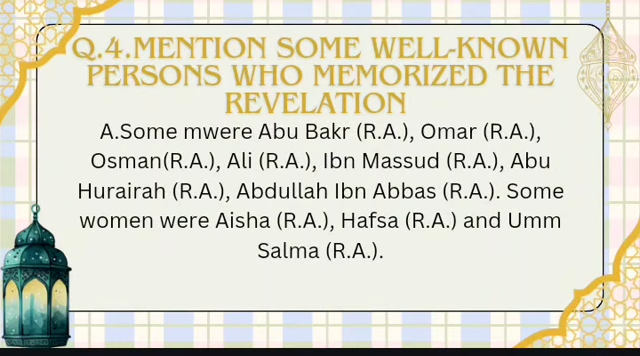 Q.4.MENTION SOME WELL-KNOWN
PERSONS WHO MEMORIZED THE
REVELATION
A.Some mwere Abu Bakr (R.A.), Omar (R.A.),
Osman(R.A.), Ali (R.A.), Ibn Massud (R.A.), Abu
Hurairah (R.A.), Abdullah Ibn Abbas (R.A.). Some
women were Aisha (R.A.), Hafsa (R.A.) and Umm
Salma (R.A.).